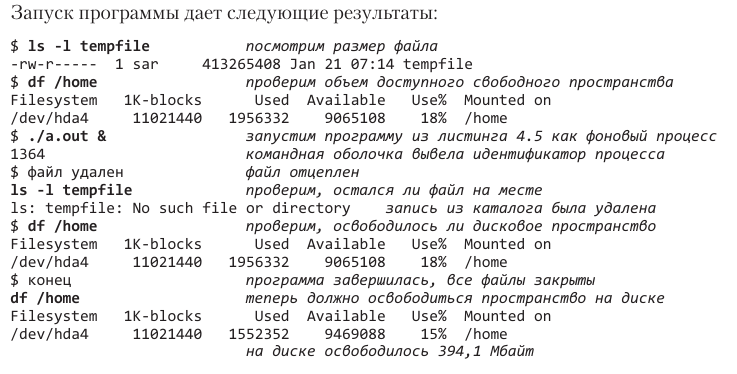 Запуск программы дает следующие результаты:
$ ls -l tempfile           посмотрим размер файла
-rw-r-----  1 sar     413265408 Jan 21 07:14 tempfile
$ df /home                 проверим объем доступного свободного пространства
Filesystem   1K-blocks     Used  Available   Use%  Mounted on
/dev/hda4     11021440  1956332    9065108    18%  /home
$ ./a.out &                запустим программу из листинга 4.5 как фоновый процесс
1364                       командная оболочка вывела идентификатор процесса
$ файл удален              файл отцеплен
ls -l tempfile             проверим, остался ли файл на месте
ls: tempfile: No such file or directory    запись из каталога была удалена
$ df /home                 проверим, освободилось ли дисковое пространство
Filesystem   1K-blocks     Used  Available   Use%  Mounted on
/dev/hda4     11021440  1956332    9065108    18%  /home
$ конец                    программа завершилась, все файлы закрыты
df /home                   теперь должно освободиться пространство на диске
Filesystem   1K-blocks     Used  Available   Use%  Mounted on
/dev/hda4     11021440  1552352    9469088    15%  /home
                           на диске освободилось 394,1 Мбайт